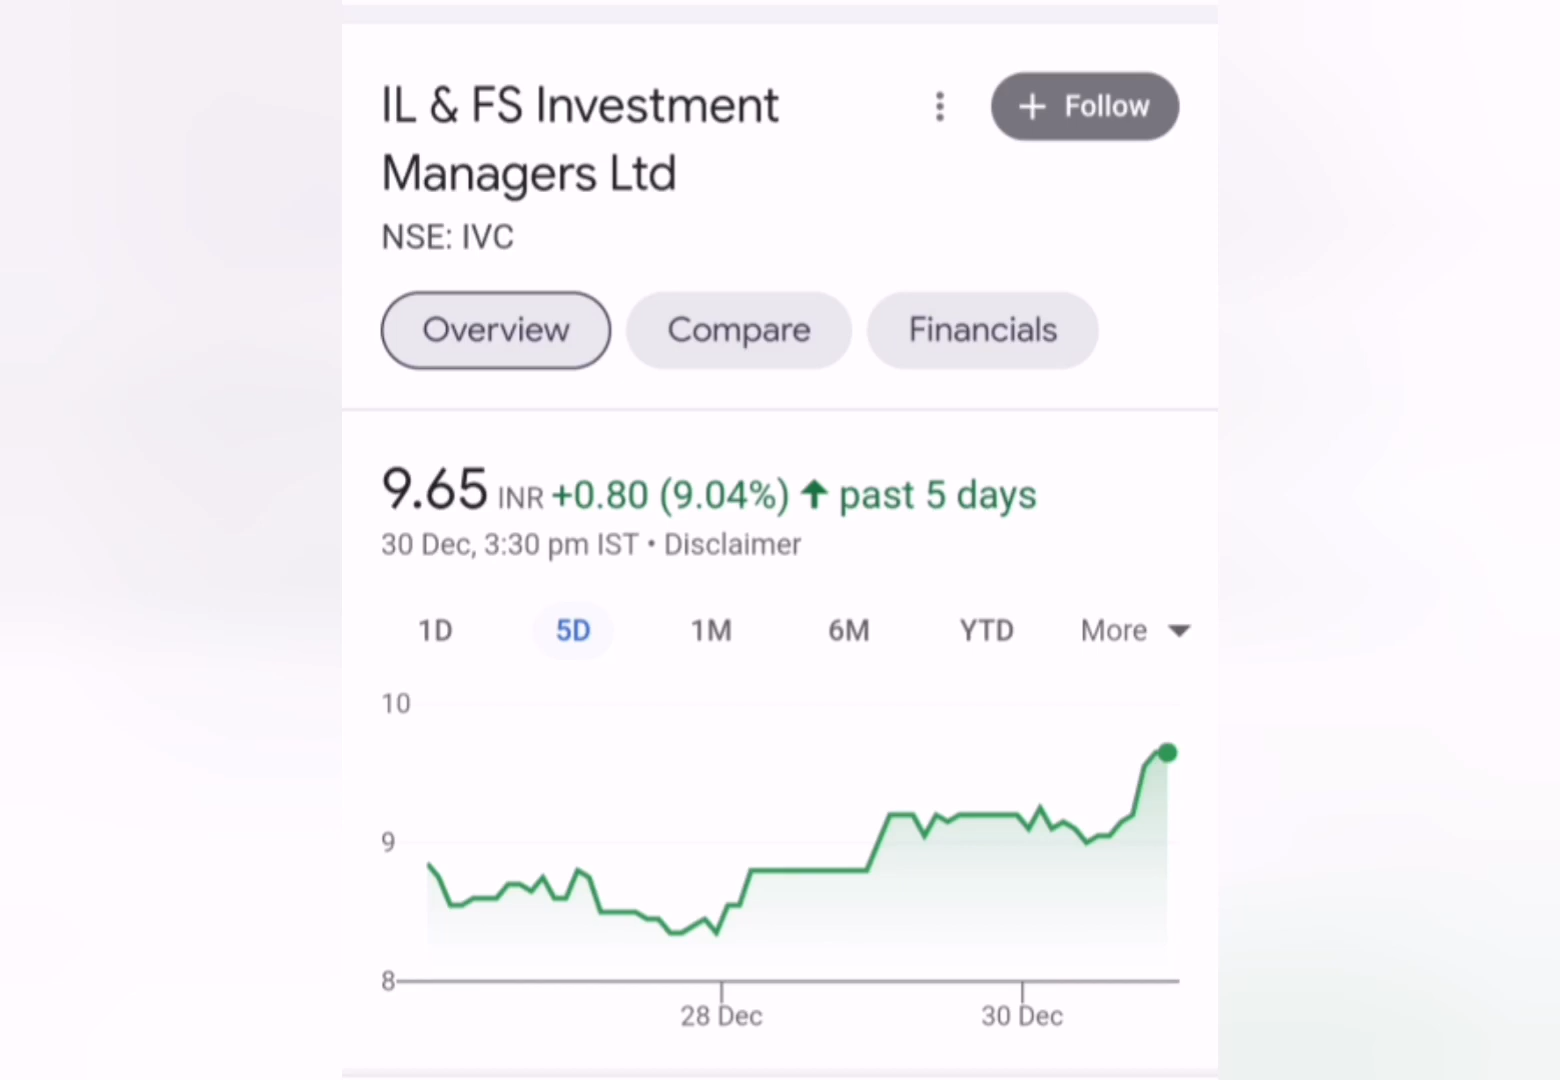 IL & FS Investment
Managers Ltd
+ Follow
NSE: IVC
Overview Compare Financials
9.65 INR +0.80 (9.04%) ↑ past 5 days
30 Dec, 3:30 pm IST • Disclaimer
1D 5D 1M 6M YTD More
10
9
8
28 Dec 30 Dec